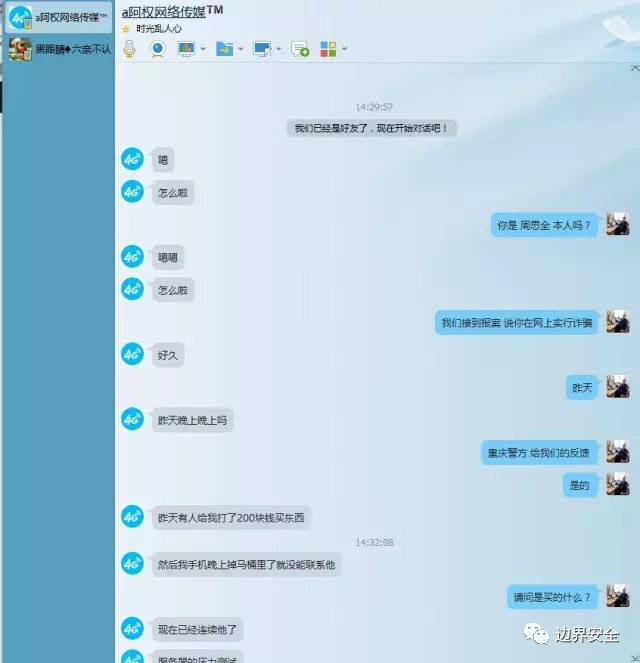 a阿权网络传媒™
黑眼睛♠六亲不认
a阿权网络传媒™
时光乱人心
14:29:57
我们已经是好友了，现在开始对话吧！
嗯
怎么啦
你是 周思全 本人吗？
嗯嗯
怎么啦
我们接到报案 说你在网上实行诈骗
好久
昨天
昨天晚上晚上吗
重庆警方 给我们的反馈
是的
昨天有人给我打了200块钱买东西
14:32:08
然后我手机晚上掉马桶里了就没能联系他
请问是买的什么？
现在已经连续他了
服务器的压力测试
边界安全